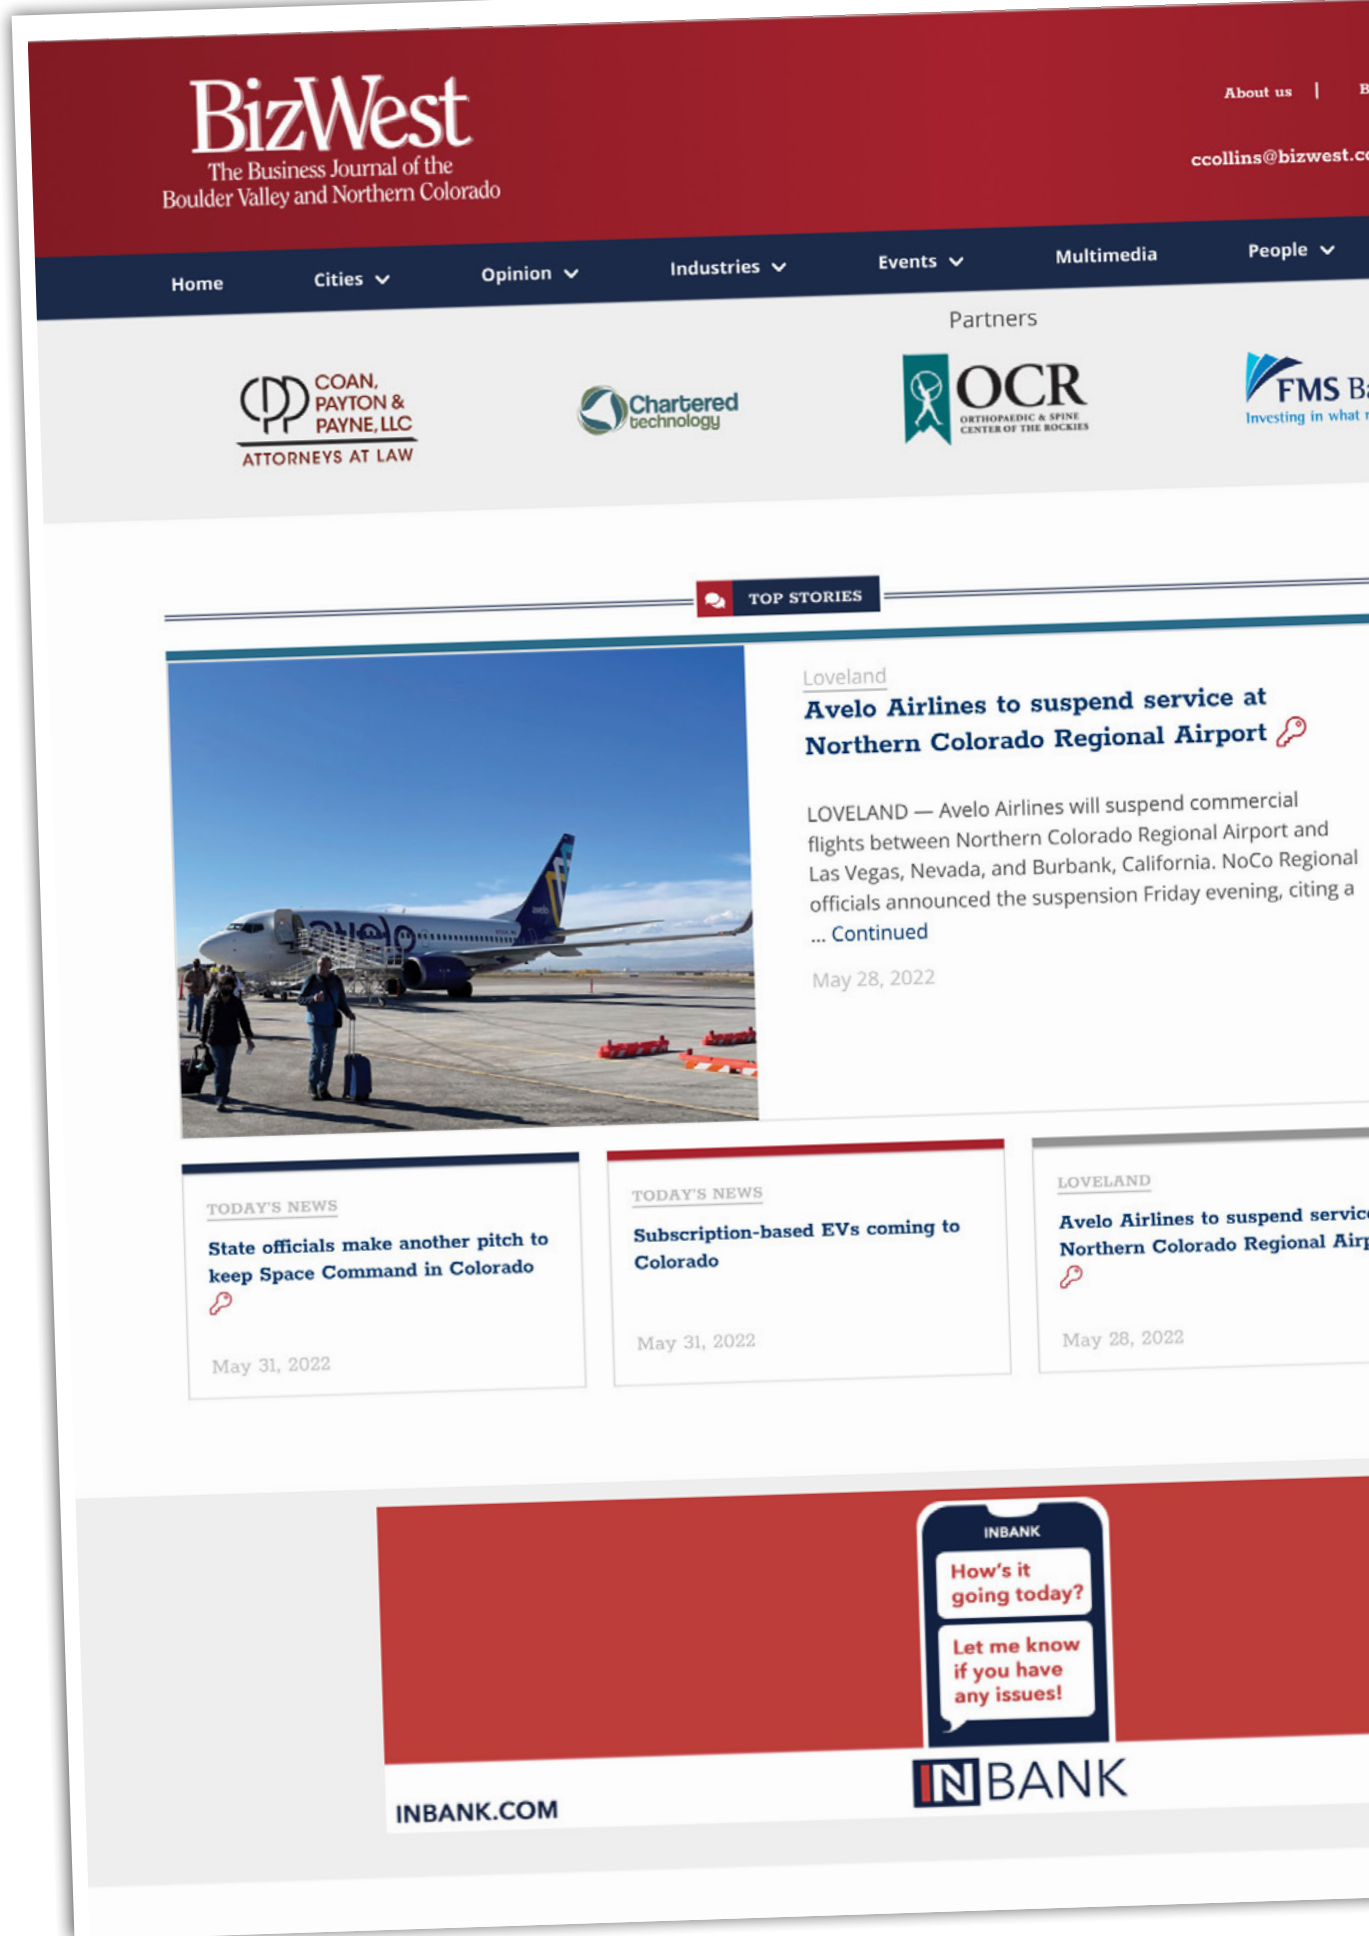 BizWest
The Business Journal of the
Boulder Valley and Northern Colorado
About us | B
ccollins@bizwest.co
Home Cities Opinion Industries Events Multimedia People
Partners
COAN,
PAYTON &
PAYNE, LLC
ATTORNEYS AT LAW
Chartered
technology
OCR
ORTHOPAEDIC & SPINE
CENTER OF THE ROCKIES
FMS Ba
Investing in what
TOP STORIES
avelo
avelo
Loveland
Avelo Airlines to suspend service at
Northern Colorado Regional Airport
LOVELAND — Avelo Airlines will suspend commercial
flights between Northern Colorado Regional Airport and
Las Vegas, Nevada, and Burbank, California. NoCo Regional
officials announced the suspension Friday evening, citing a
... Continued
May 28, 2022
TODAY'S NEWS
State officials make another pitch to
keep Space Command in Colorado
May 31, 2022
TODAY'S NEWS
Subscription-based EVs coming to
Colorado
May 31, 2022
LOVELAND
Avelo Airlines to suspend service
Northern Colorado Regional Airp
May 28, 2022
INBANK
How's it
going today?
Let me know
if you have
any issues!
INBANK.COM
INBANK